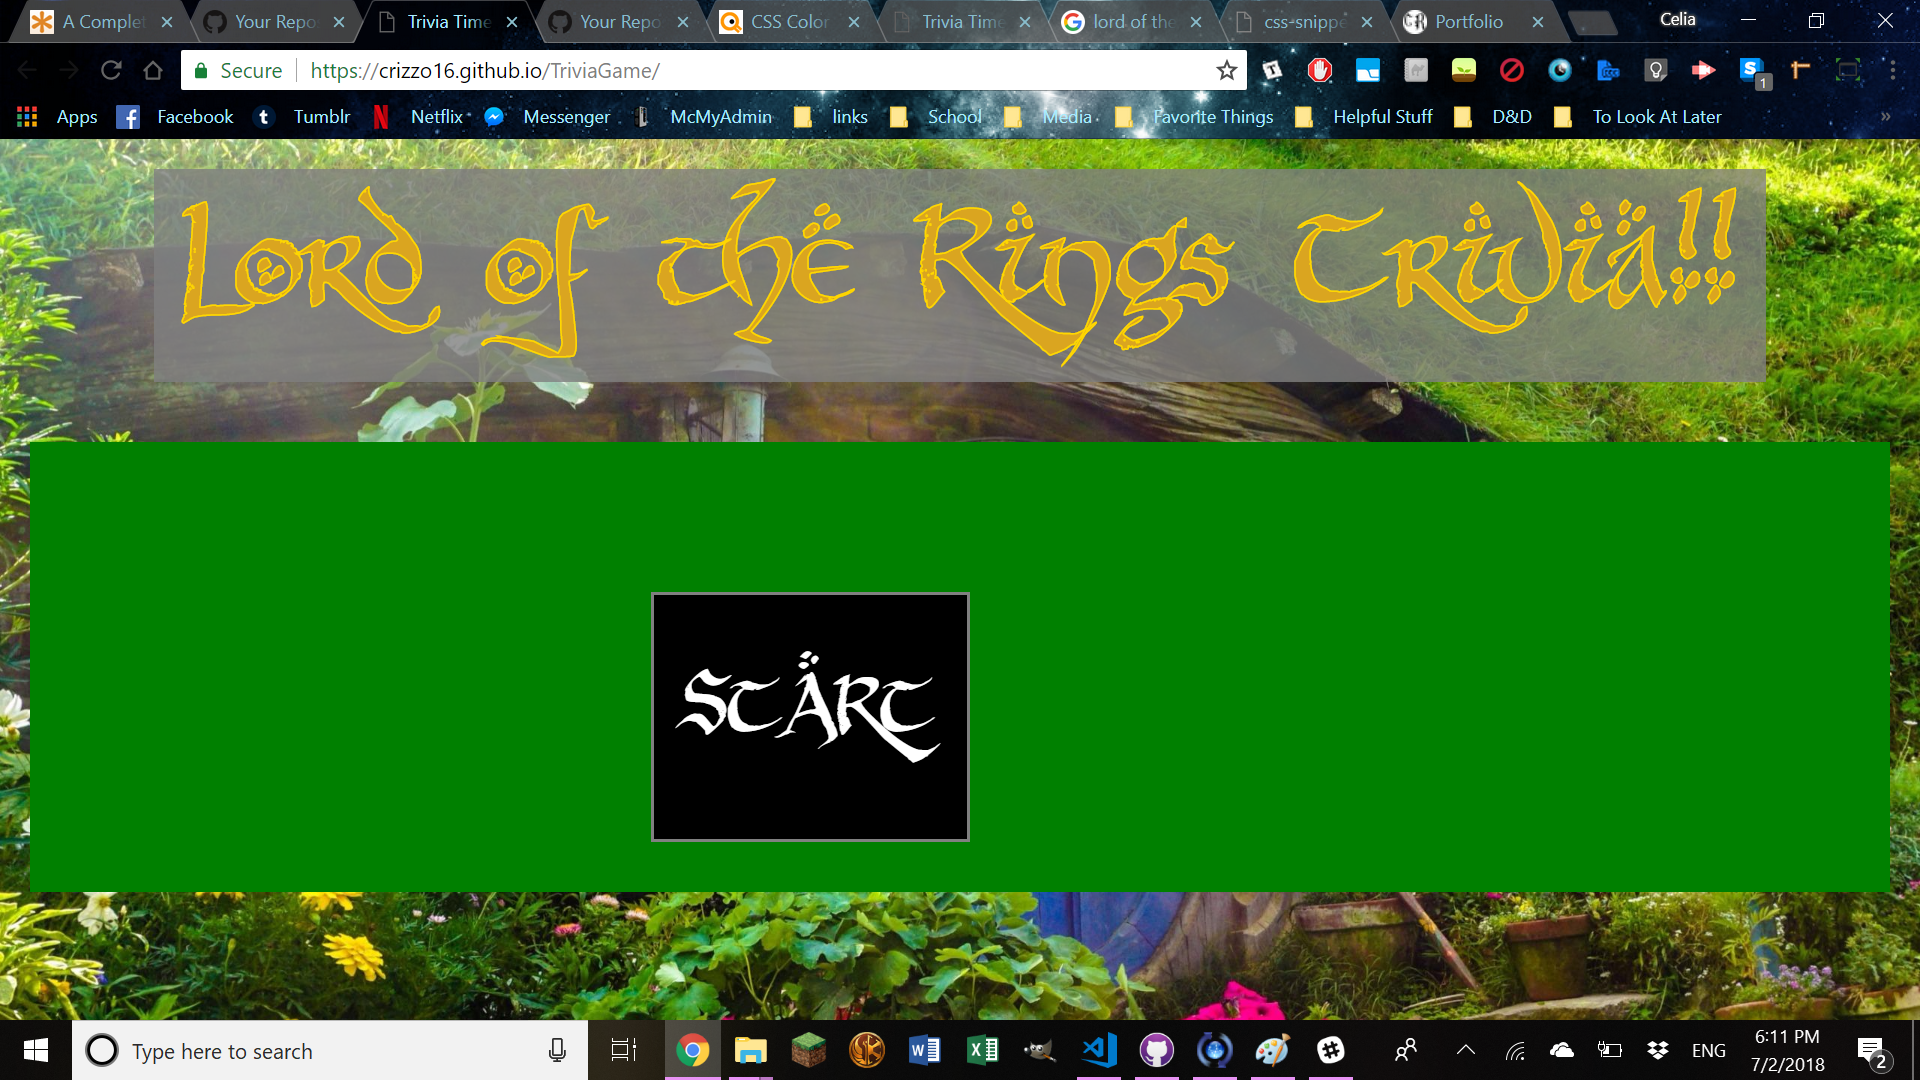 A Complet
Your Repo
Trivia Time
Your Repo
CSS Color
Trivia Time
lord of the
css-snippe
Portfolio
Celia
Secure
https://crizzo16.github.io/TriviaGame/
1
Apps
Facebook
Tumblr
Netflix
Messenger
McMyAdmin
links
School
Media
Favorite Things
Helpful Stuff
D&D
To Look At Later
»
Lord of the Rings Trivia!!
Start
Type here to search
ENG
6:11 PM
7/2/2018
2